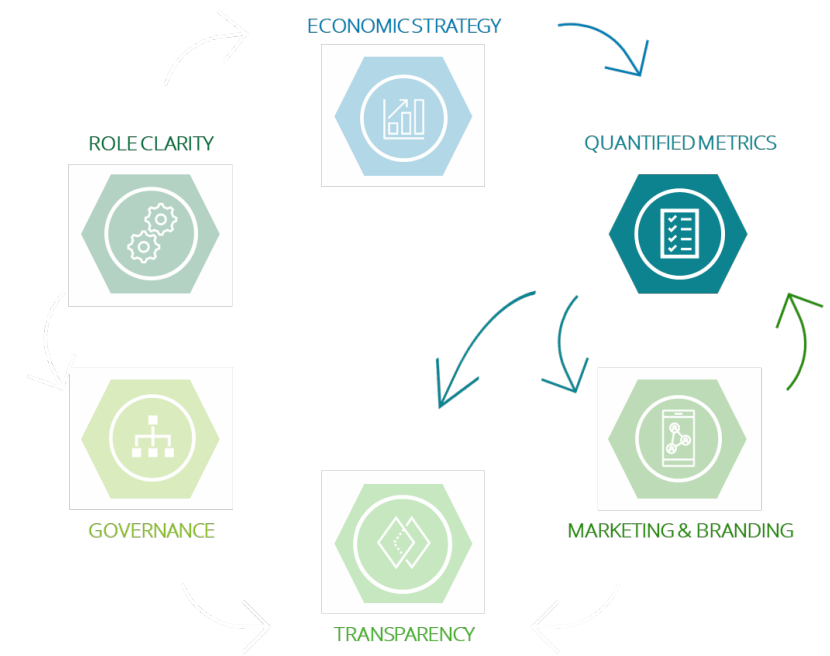 ECONOMIC STRATEGY
ROLE CLARITY
QUANTIFIED METRICS
GOVERNANCE
MARKETING & BRANDING
TRANSPARENCY